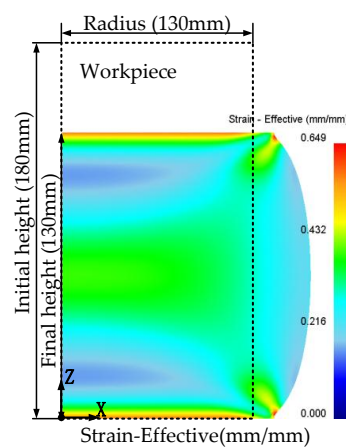 Radius (130mm)
Workpiece
Strain - Effective (mm/mm)
0.649
0.432
0.216
0.000
Initial height (180mm)
Final height (130mm)
Z
X
Strain-Effective(mm/mm)